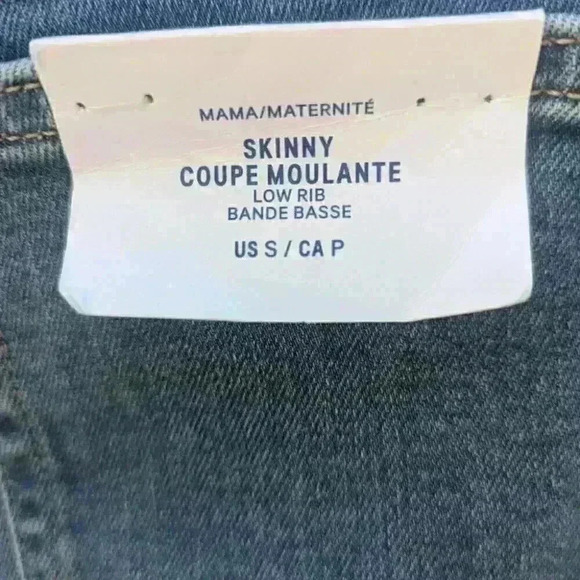 MAMA/MATERNITÉ
SKINNY
COUPE MOULANTE
LOW RIB
BANDE BASSE
US S / CA P